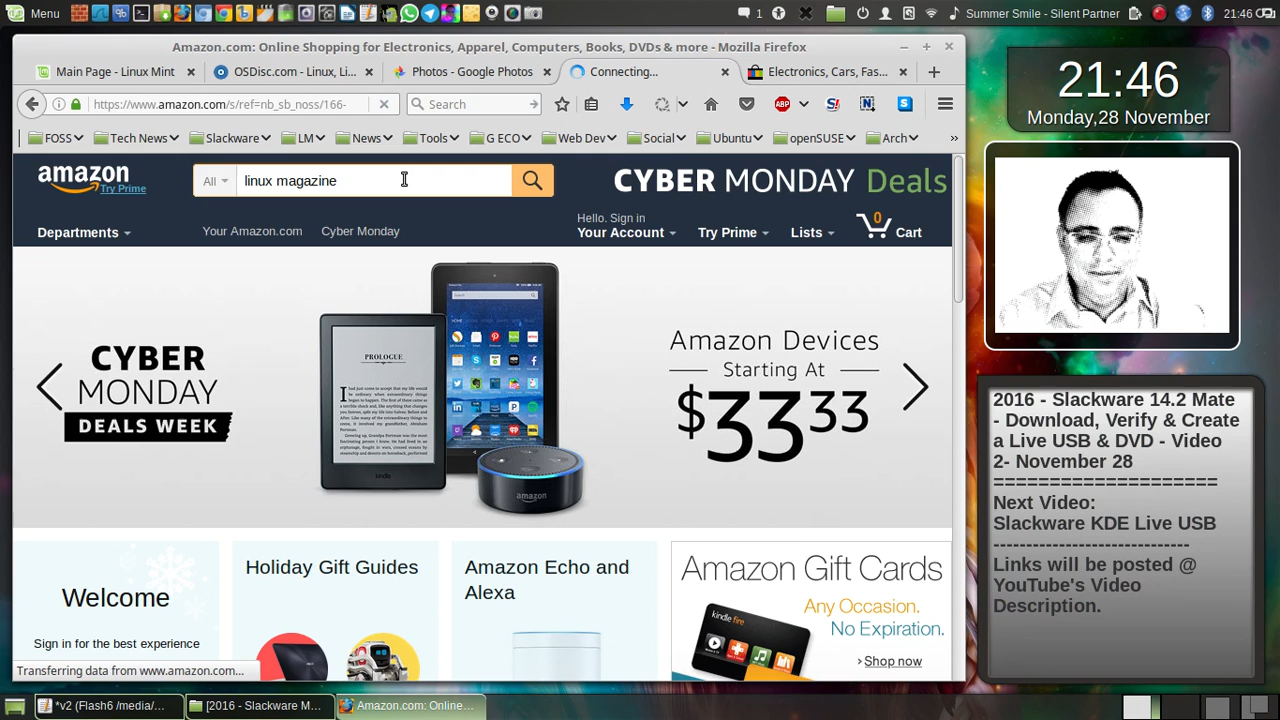 Menu
1
Summer Smile - Silent Partner
21:46
Amazon.com: Online Shopping for Electronics, Apparel, Computers, Books, DVDs & more - Mozilla Firefox
Main Page - Linux Mint
OSDisc.com - Linux, Li...
Photos - Google Photos
Connecting...
Electronics, Cars, Fas...
https://www.amazon.com/s/ref=nb_sb_noss/166-
Search
ABP
FOSS
Tech News
Slackware
LM
News
Tools
G ECO
Web Dev
Social
Ubuntu
openSUSE
Arch
amazon
Try Prime
All
linux magazine
CYBER MONDAY Deals
Departments
Your Amazon.com
Cyber Monday
Hello. Sign in
Your Account
Try Prime
Lists
0
Cart
CYBER
MONDAY
DEALS WEEK
PROLOGUE
kindle
amazon
Amazon Devices
Starting At
$33 33
Welcome
Sign in for the best experience
Holiday Gift Guides
Amazon Echo and
Alexa
Amazon Gift Cards
Any Occasion.
No Expiration.
kindle fire
Shop now
Transferring data from www.amazon.com...
21:46
Monday,28 November
2016 - Slackware 14.2 Mate
- Download, Verify & Create
a Live USB & DVD - Video
2- November 28
====================
Next Video:
Slackware KDE Live USB
----------------------------
Links will be posted @
YouTube's Video
Description.
*v2 (Flash6 /media/...
[2016 - Slackware M...
Amazon.com: Online...